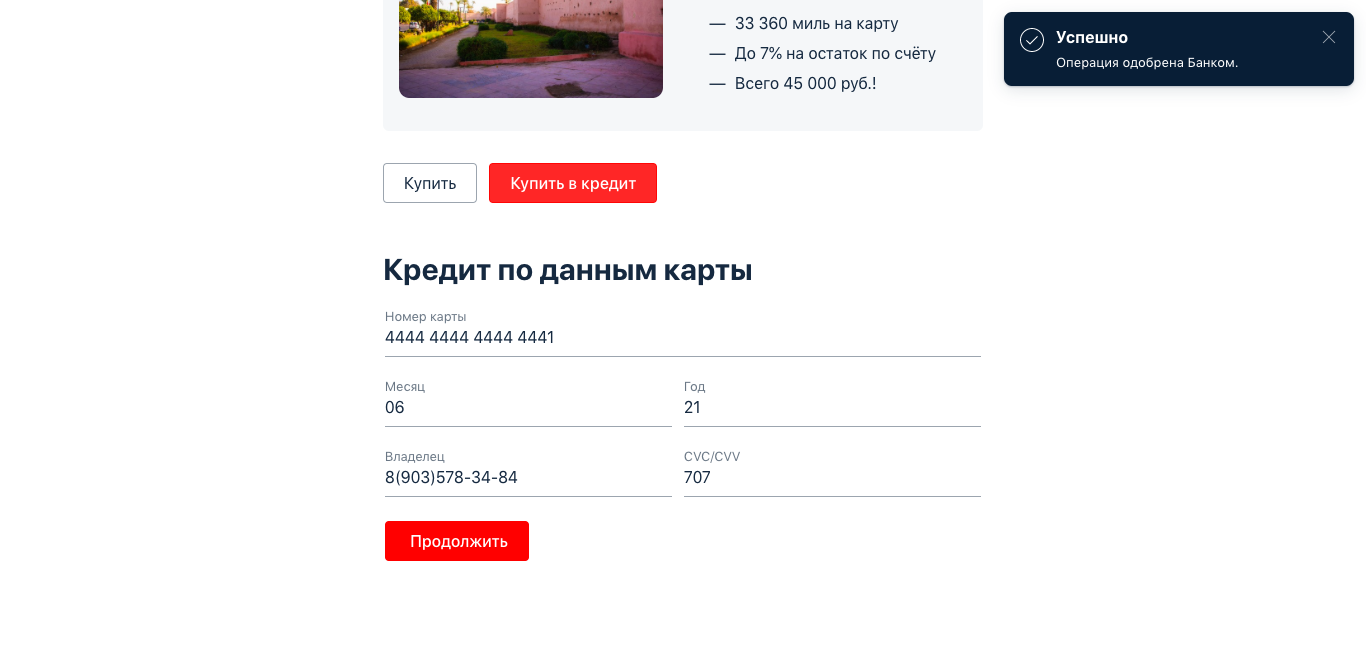 — 33 360 миль на карту
— До 7% на остаток по счёту
— Всего 45 000 руб.!
Успешно
Операция одобрена Банком.
Купить
Купить в кредит
Кредит по данным карты
Номер карты
4444 4444 4444 4441
Месяц
Год
06
21
Владелец
CVC/CVV
8(903)578-34-84
707
Продолжить